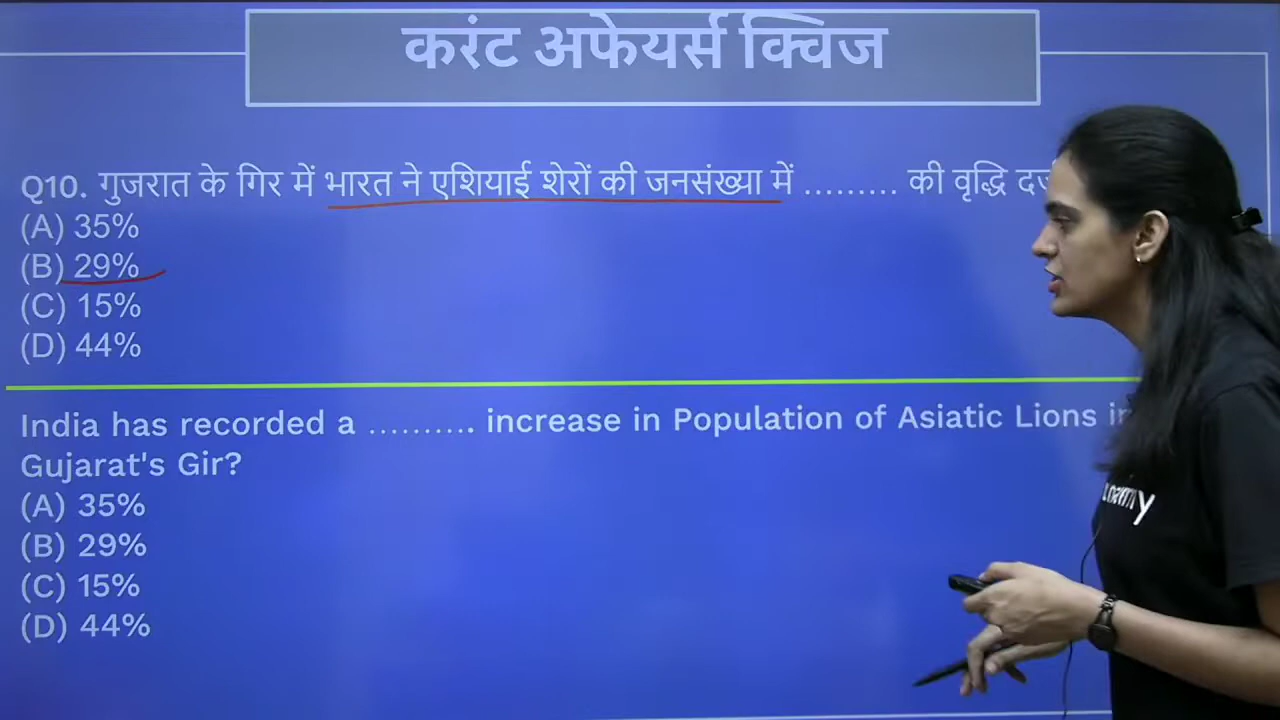 करंट अफेयर्स क्विज
Q10. गुजरात के गिर में भारत ने एशियाई शेरों की जनसंख्या में ......... की वृद्धि
(A) 35%
(B) 29%
(C) 15%
(D) 44%
India has recorded a .......... increase in Population of Asiatic Lions in
Gujarat's Gir?
(A) 35%
(B) 29%
(C) 15%
(D) 44%